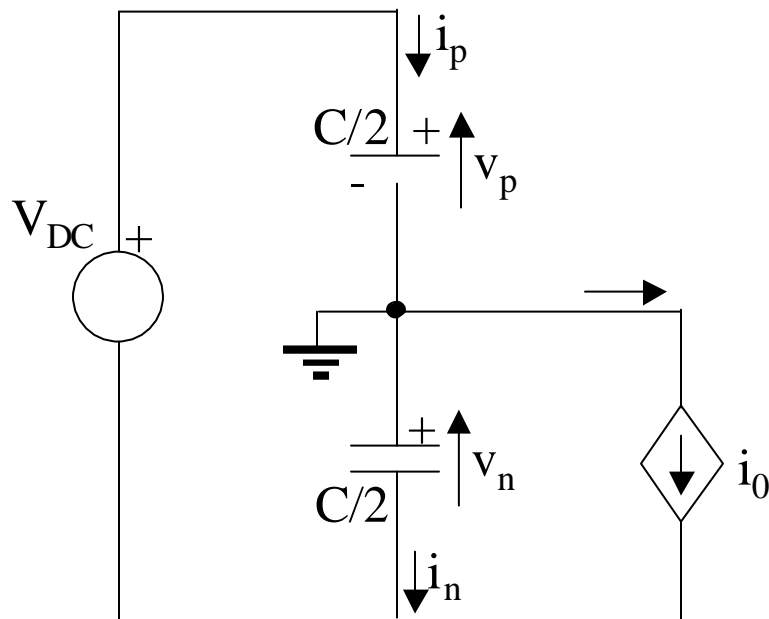 i_p
C/2 +
-
v_p
V_DC +
+
v_n
C/2
i_0
i_n